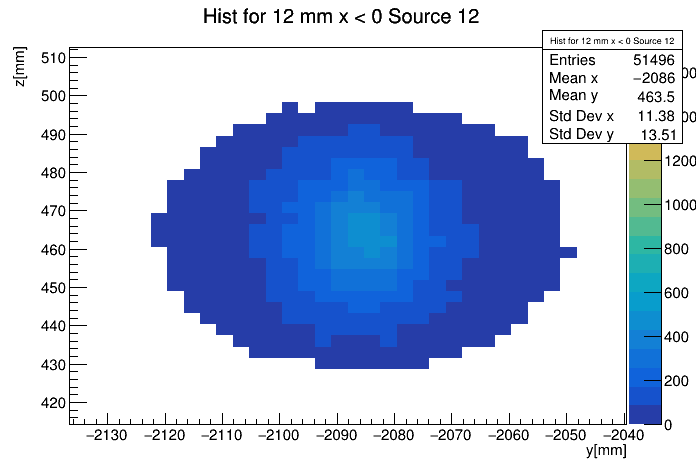 Hist for 12 mm x < 0 Source 12
z[mm]
Hist for 12 mm x < 0 Source 12
Entries 51496
Mean x −2086
Mean y 463.5
Std Dev x 11.38
Std Dev y 13.51
510
500
490
480
470
460
450
440
430
420
1200
1000
800
600
400
200
0
−2130 −2120 −2110 −2100 −2090 −2080 −2070 −2060 −2050 −2040
y[mm]